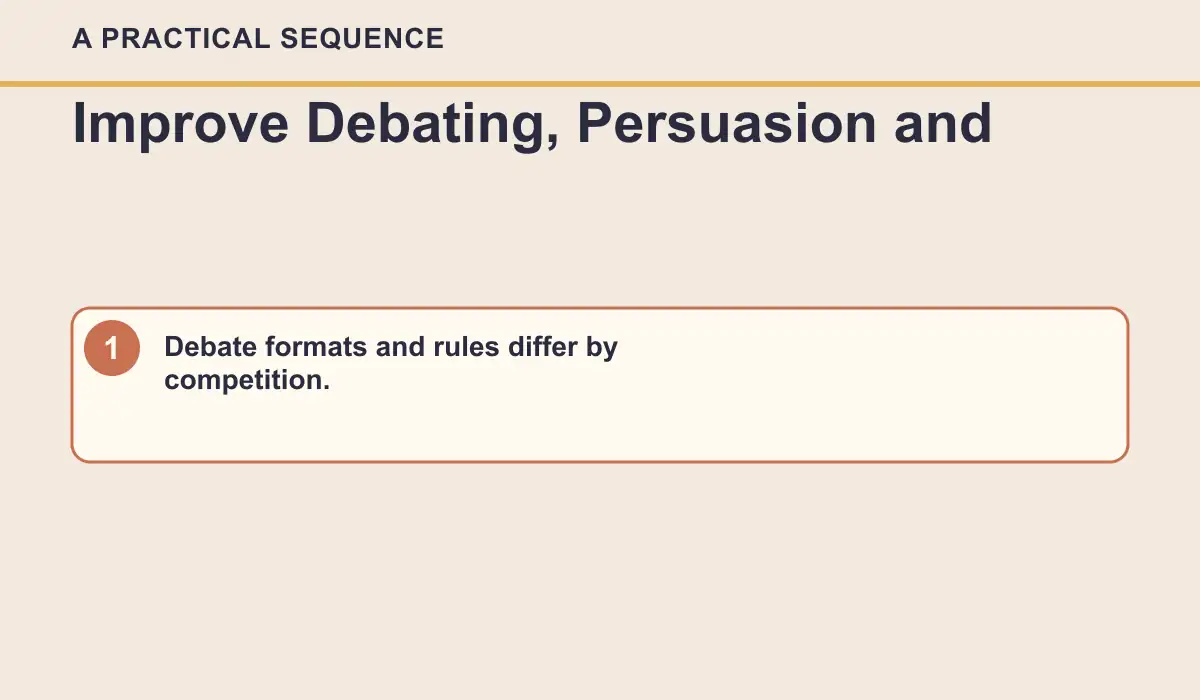 A PRACTICAL SEQUENCE
Improve Debating, Persuasion and
1
Debate formats and rules differ by
competition.